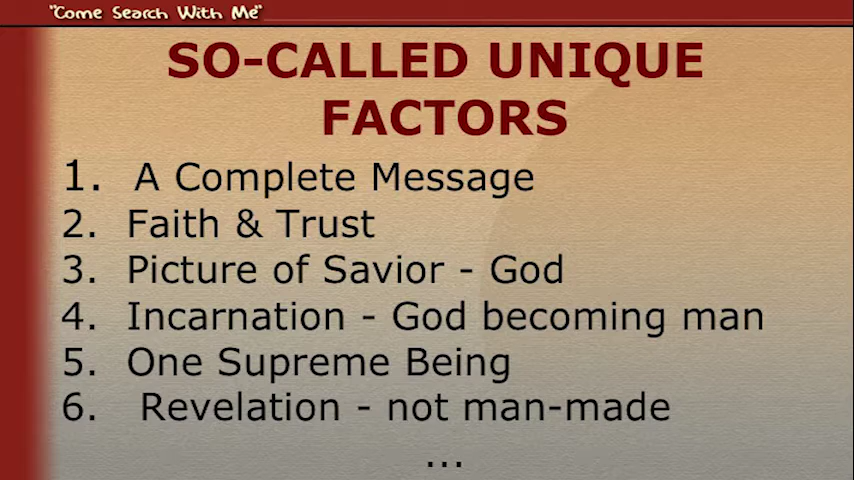 "Come Search With Me"
SO-CALLED UNIQUE
FACTORS
1. A Complete Message
2. Faith & Trust
3. Picture of Savior - God
4. Incarnation - God becoming man
5. One Supreme Being
6. Revelation - not man-made
...